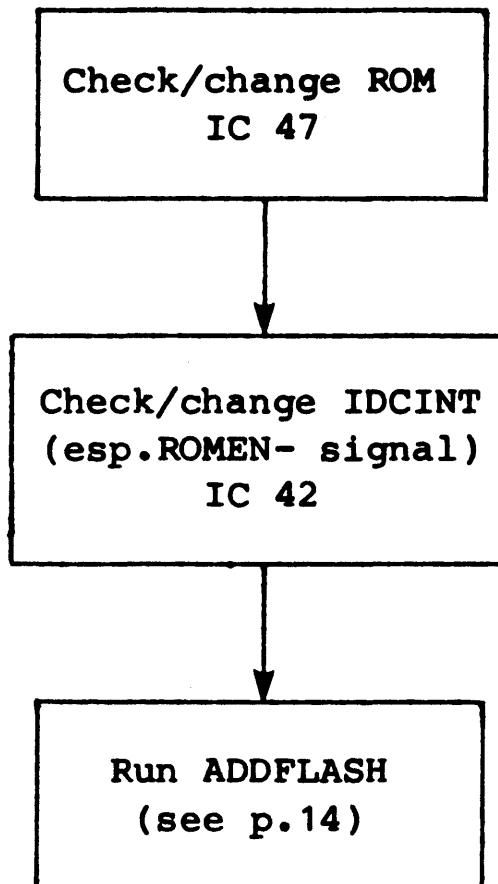 Check/change ROM
IC 47
Check/change IDCINT
(esp.ROMEN- signal)
IC 42
Run ADDFLASH
(see p.14)